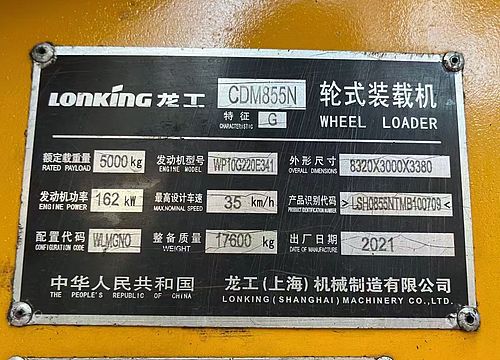 LONKING 龙工 CDM855N 轮式装载机
特征 G WHEEL LOADER
CHARACTERISTIC
额定载重量 5000 kg 发动机型号 WP10G220E341 外形尺寸 8320X3000X3380
RATED PAYLOAD ENGINE MODEL OVERALL DIMENSIONS
发动机功率 162 kW 最高设计车速 35 km/h 产品识别代码 >LSH0855NTMB100709<
ENGINE POWER MAX,NOMINAL SPEED PRODUCT IDENTIFICATION NUMBER
配置代码 WLMGNO 整备质量 17600 kg 出厂日期 2021
CONFIGURATION CODE WEIGHT DATE OF MANUFACTURE
中华人民共和国 龙工(上海)机械制造有限公司
THE PEOPLE'S REPUBLIC OF CHINA LONKING (SHANGHAI) MACHINERY CO.,LTD.